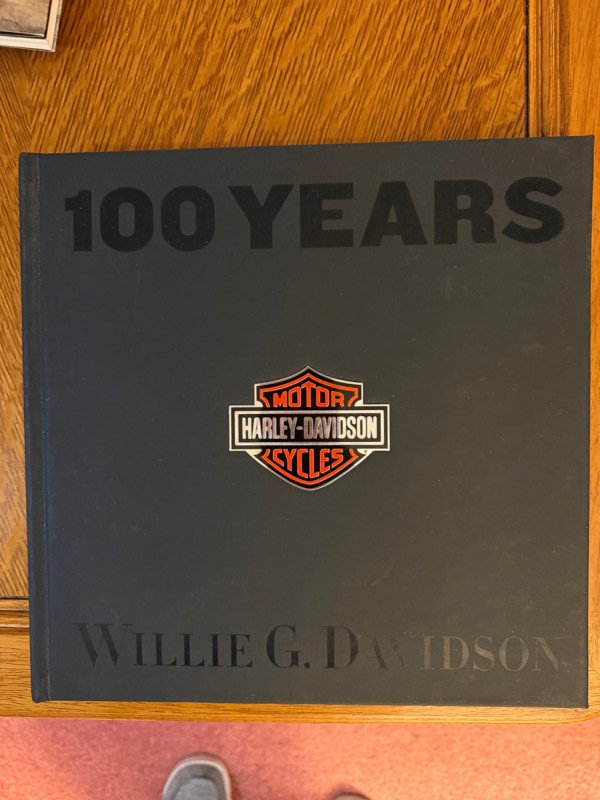 100 YEARS
MOTOR
HARLEY-DAVIDSON
CYCLES
WILLIE G. DAVIDSON